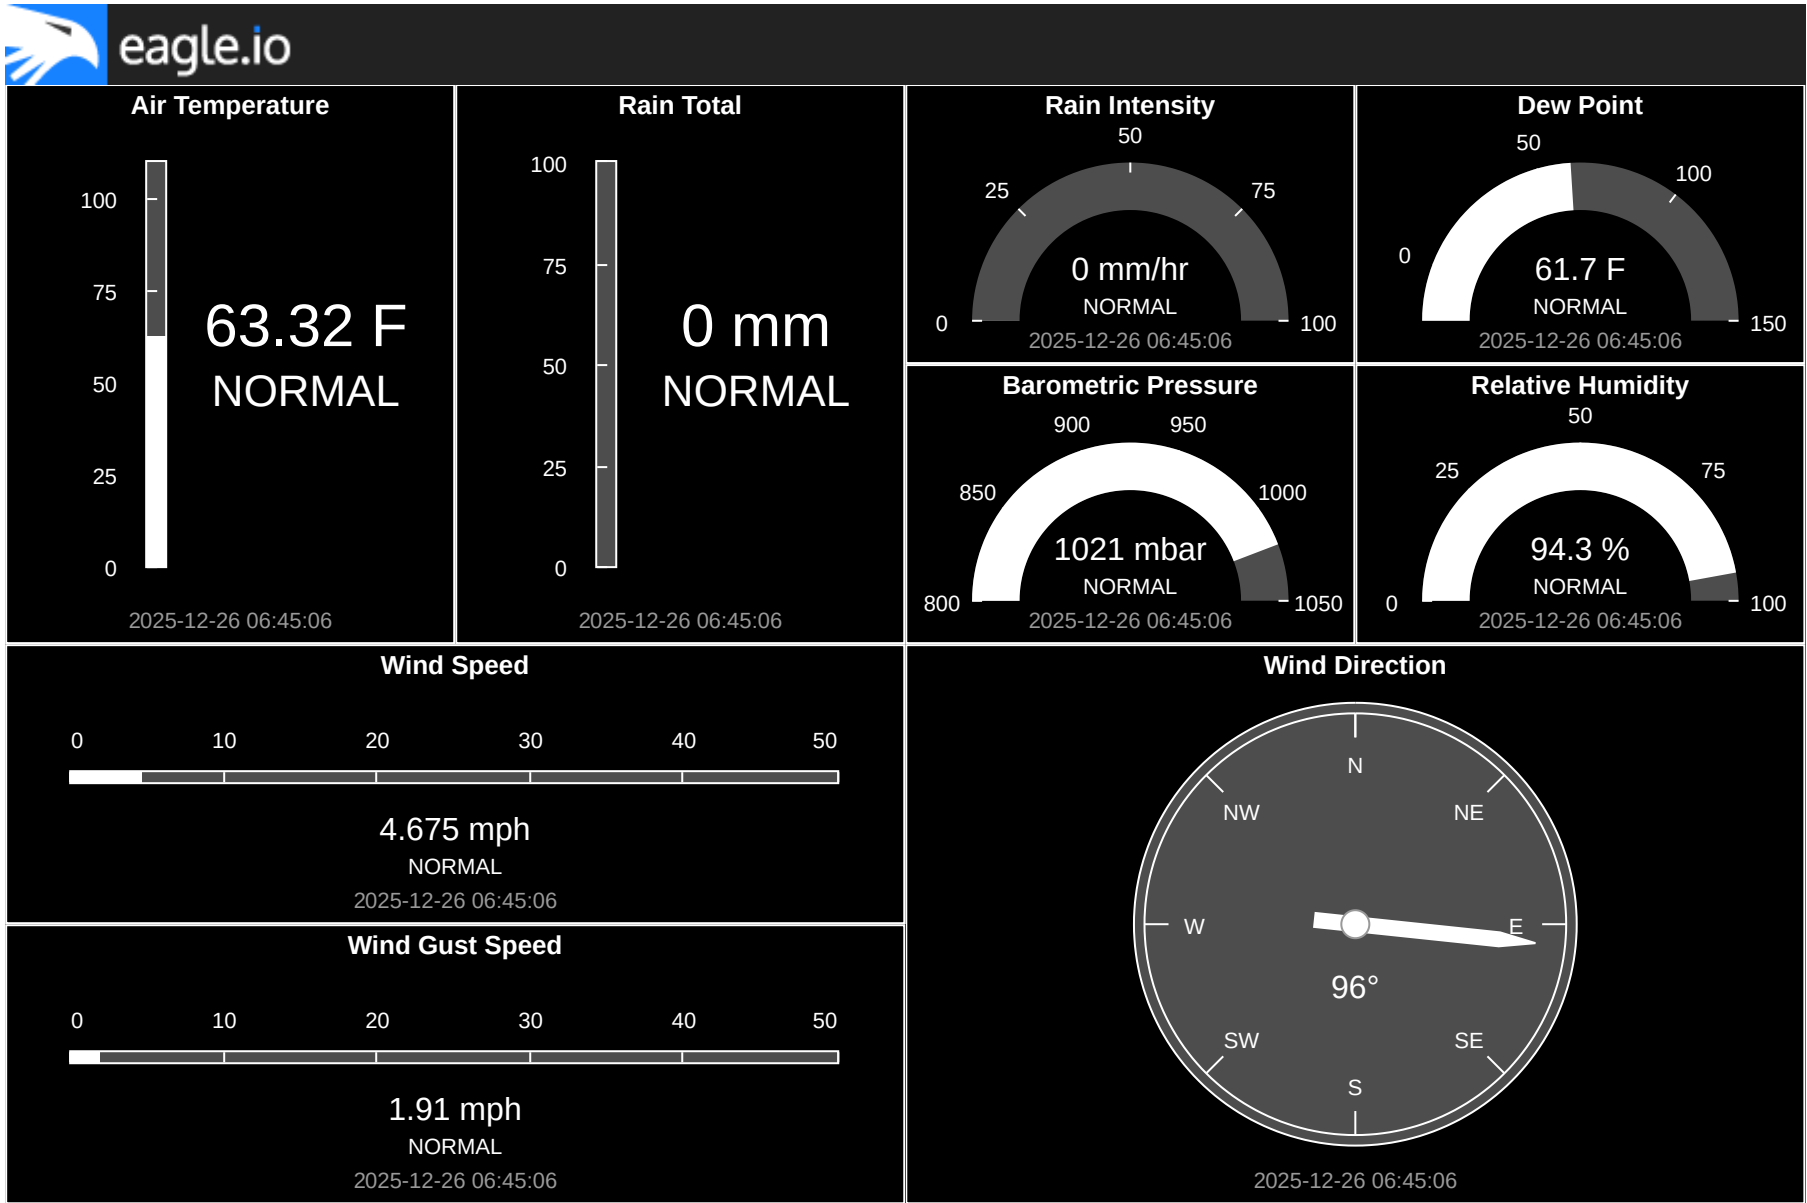 eagle.io
Air Temperature
100
75
50
25
0
63.32 F
NORMAL
2025-12-26 06:45:06
Rain Total
100
75
50
25
0
0 mm
NORMAL
2025-12-26 06:45:06
Rain Intensity
50
25
75
0
100
0 mm/hr
NORMAL
2025-12-26 06:45:06
Dew Point
50
100
0
150
61.7 F
NORMAL
2025-12-26 06:45:06
Barometric Pressure
900
950
850
1000
800
1050
1021 mbar
NORMAL
2025-12-26 06:45:06
Relative Humidity
50
25
75
0
100
94.3 %
NORMAL
2025-12-26 06:45:06
Wind Speed
0 10 20 30 40 50
4.675 mph
NORMAL
2025-12-26 06:45:06
Wind Gust Speed
0 10 20 30 40 50
1.91 mph
NORMAL
2025-12-26 06:45:06
Wind Direction
N
NW NE
W E
96°
SW SE
S
2025-12-26 06:45:06